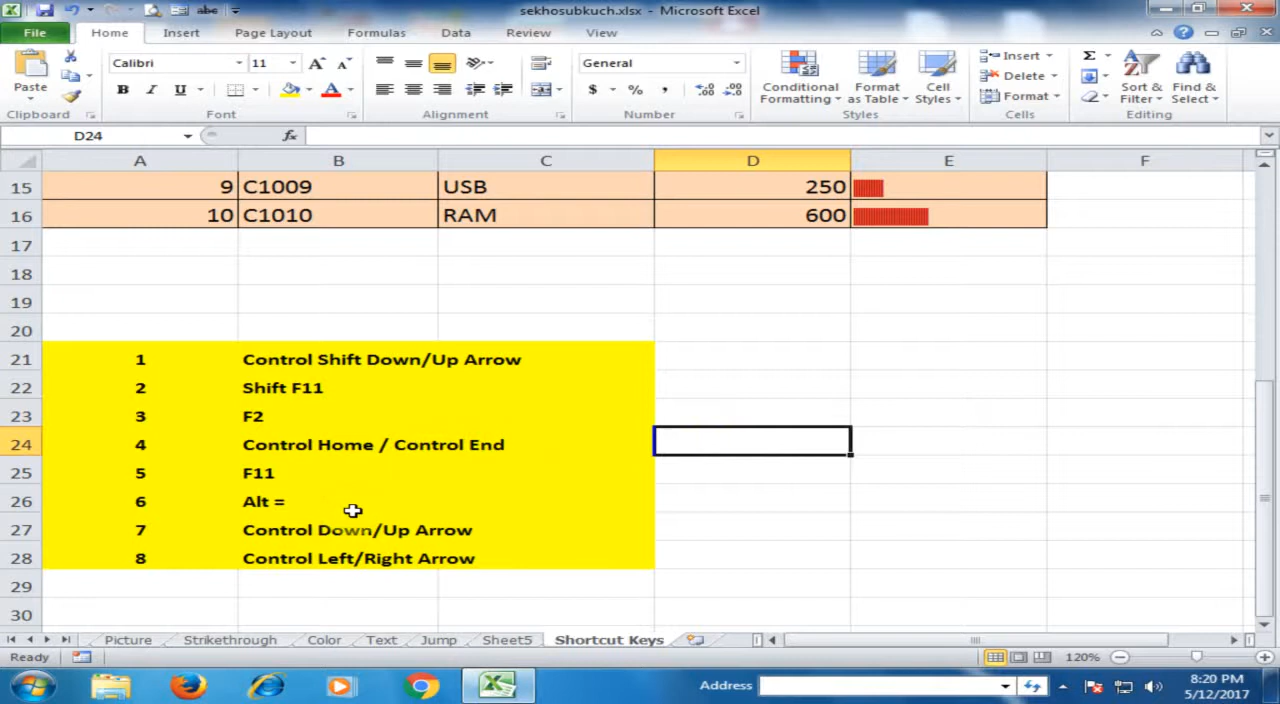 sekhosubkuch.xlsx - Microsoft Excel
File Home Insert Page Layout Formulas Data Review View
Calibri 11 General Insert Σ
Paste B I U $ % , Conditional Formatting Format as Table Cell Styles Delete Format Sort & Filter Find & Select
Clipboard Font Alignment Number Styles Cells Editing
D24 fx
A B C D E F
15 9 C1009 USB 250
16 10 C1010 RAM 600
17
18
19
20
21 1 Control Shift Down/Up Arrow
22 2 Shift F11
23 3 F2
24 4 Control Home / Control End
25 5 F11
26 6 Alt =
27 7 Control Down/Up Arrow
28 8 Control Left/Right Arrow
29
30
Picture Strikethrough Color Text Jump Sheet5 Shortcut Keys
Ready 120%
Address 8:20 PM
5/12/2017